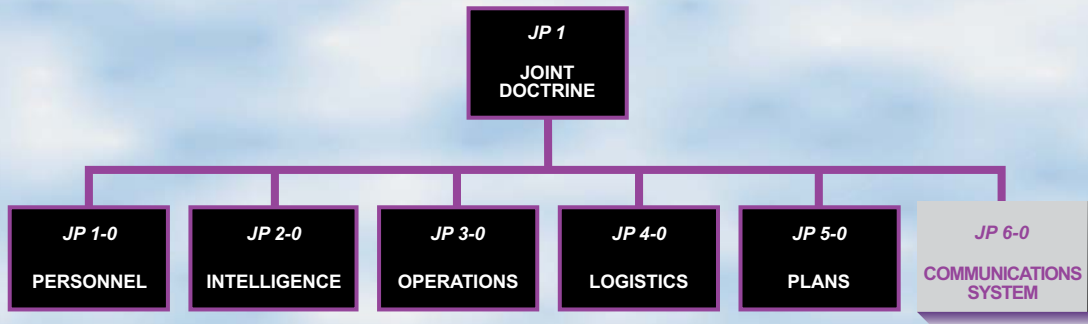 JP 1
JOINT
DOCTRINE
JP 1-0
PERSONNEL
JP 2-0
INTELLIGENCE
JP 3-0
OPERATIONS
JP 4-0
LOGISTICS
JP 5-0
PLANS
JP 6-0
COMMUNICATIONS
SYSTEM